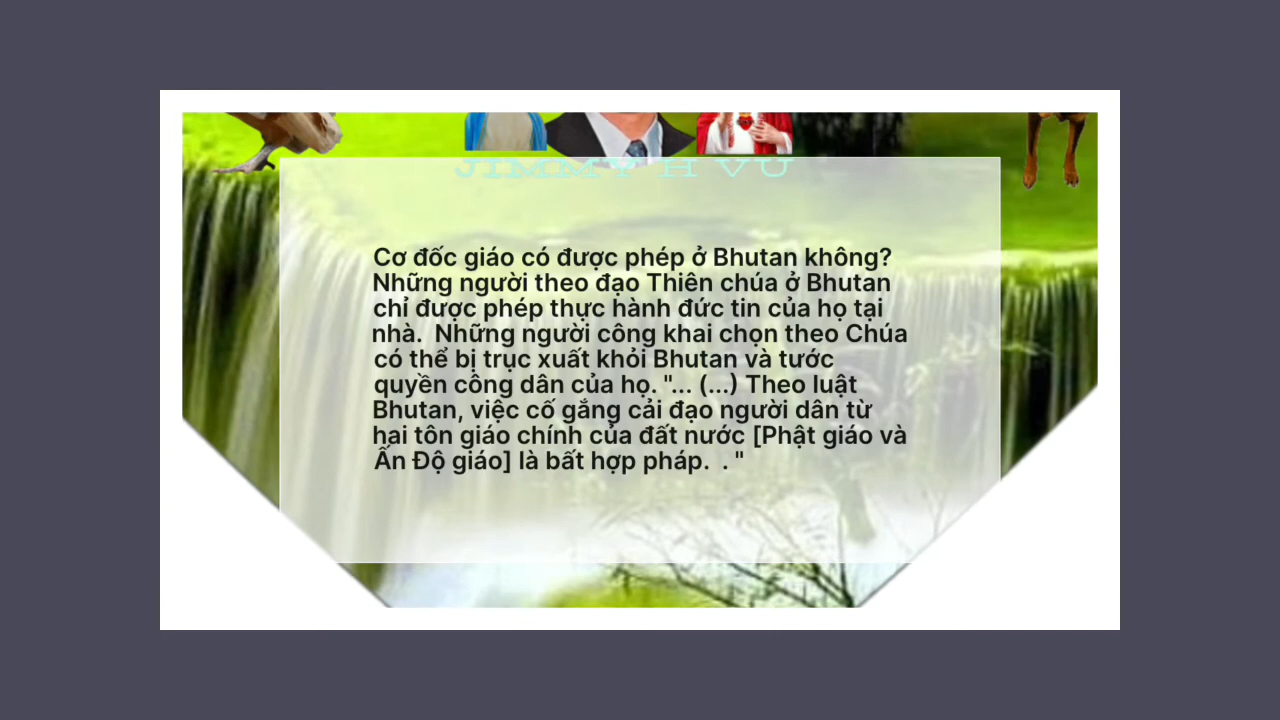 JIMMY H VU
Cơ đốc giáo có được phép ở Bhutan không?
Những người theo đạo Thiên chúa ở Bhutan
chỉ được phép thực hành đức tin của họ tại
nhà.  Những người công khai chọn theo Chúa
có thể bị trục xuất khỏi Bhutan và tước
quyền công dân của họ. "... (...) Theo luật
Bhutan, việc cố gắng cải đạo người dân từ
hai tôn giáo chính của đất nước [Phật giáo và
Ấn Độ giáo] là bất hợp pháp.  . "